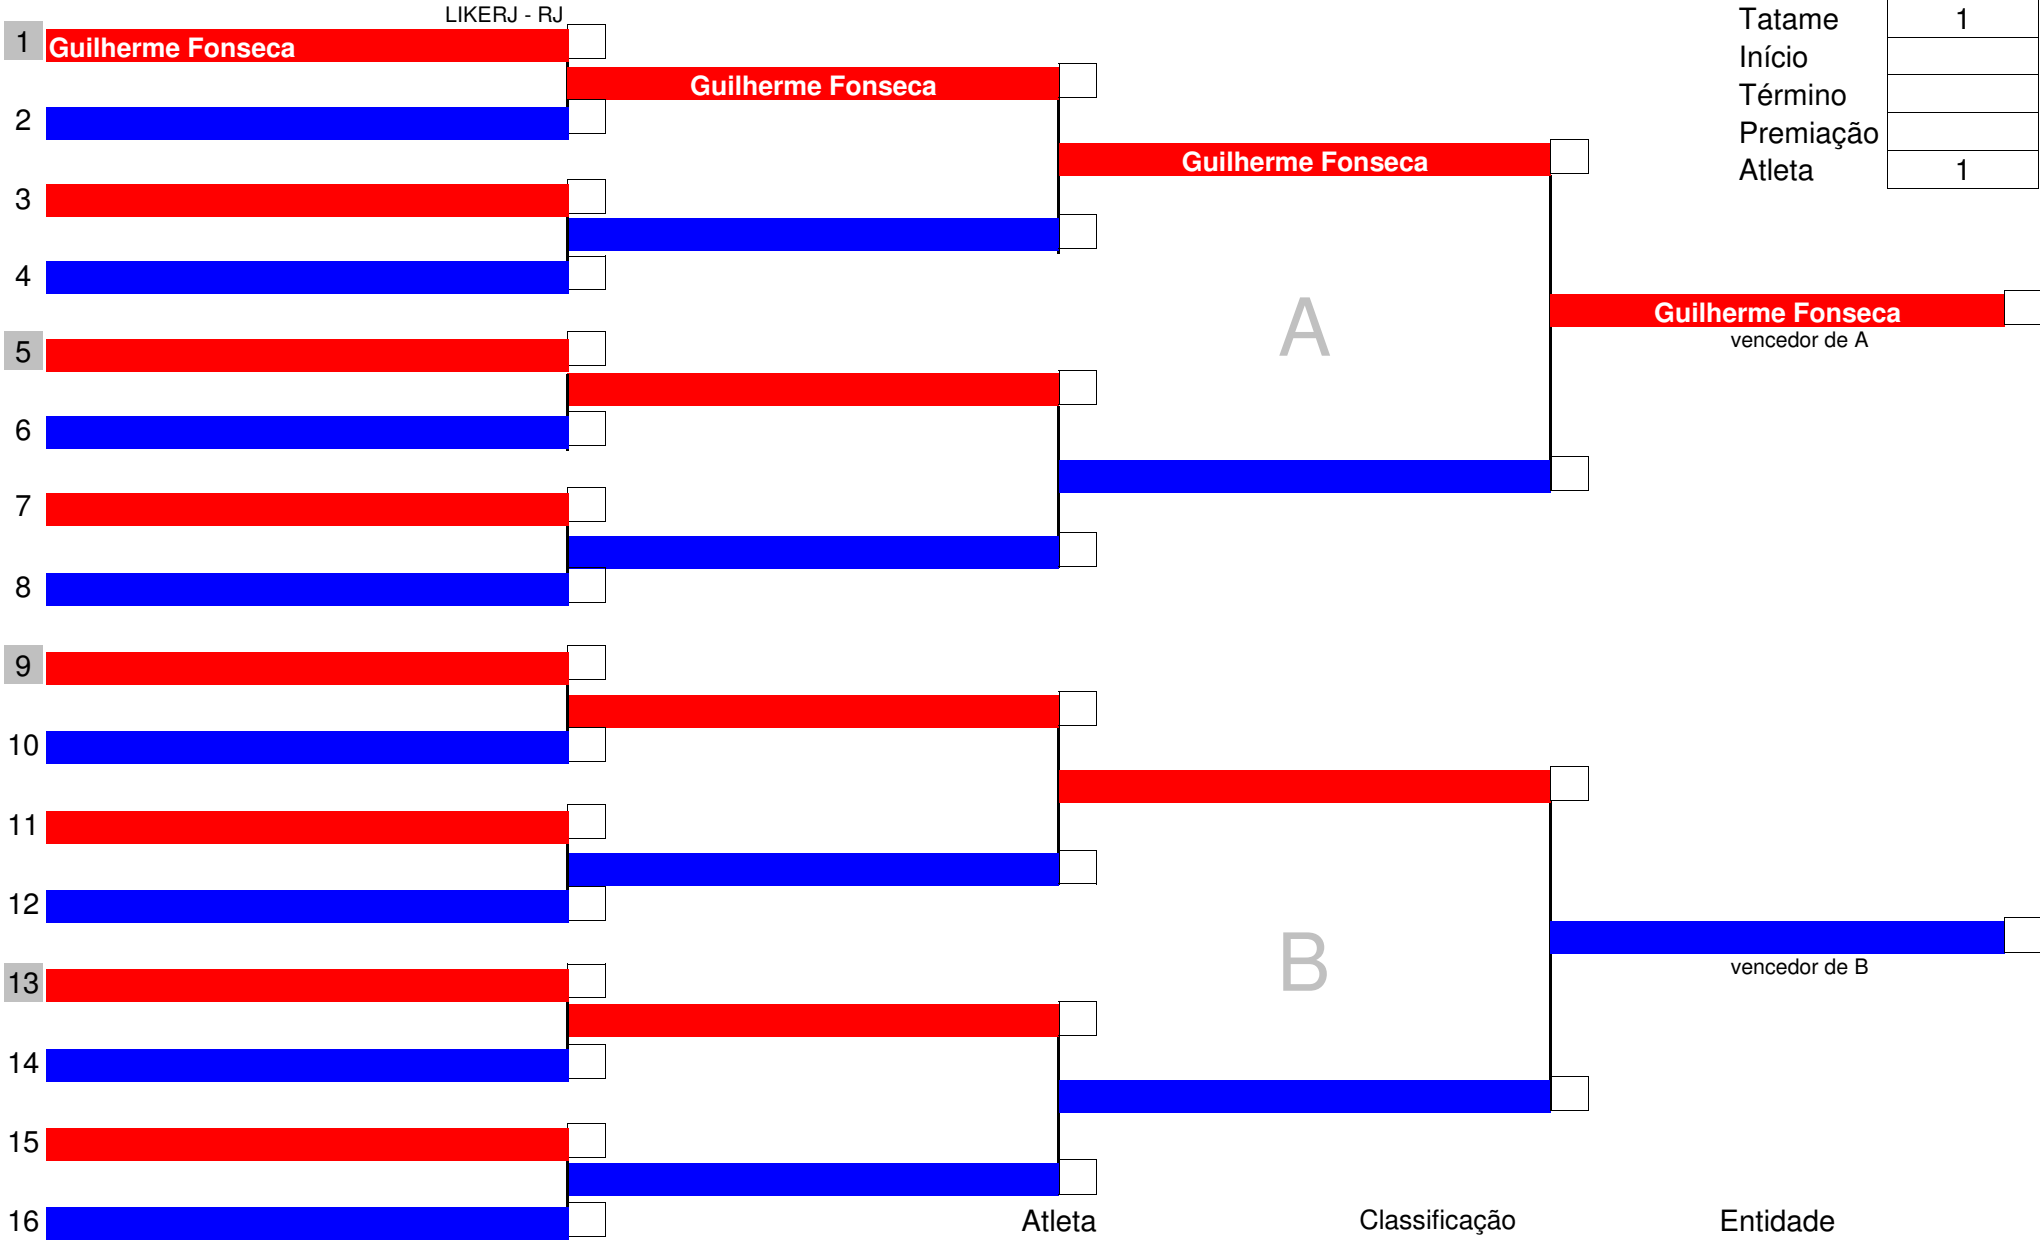 LIKERJ - RJ
Tatame 1
1 Guilherme Fonseca
Início
Guilherme Fonseca
Término
2
Premiação
Guilherme Fonseca
Atleta 1
3
4
A
Guilherme Fonseca
vencedor de A
5
6
7
8
9
10
11
12
B
vencedor de B
13
14
15
16
Atleta Classificação Entidade